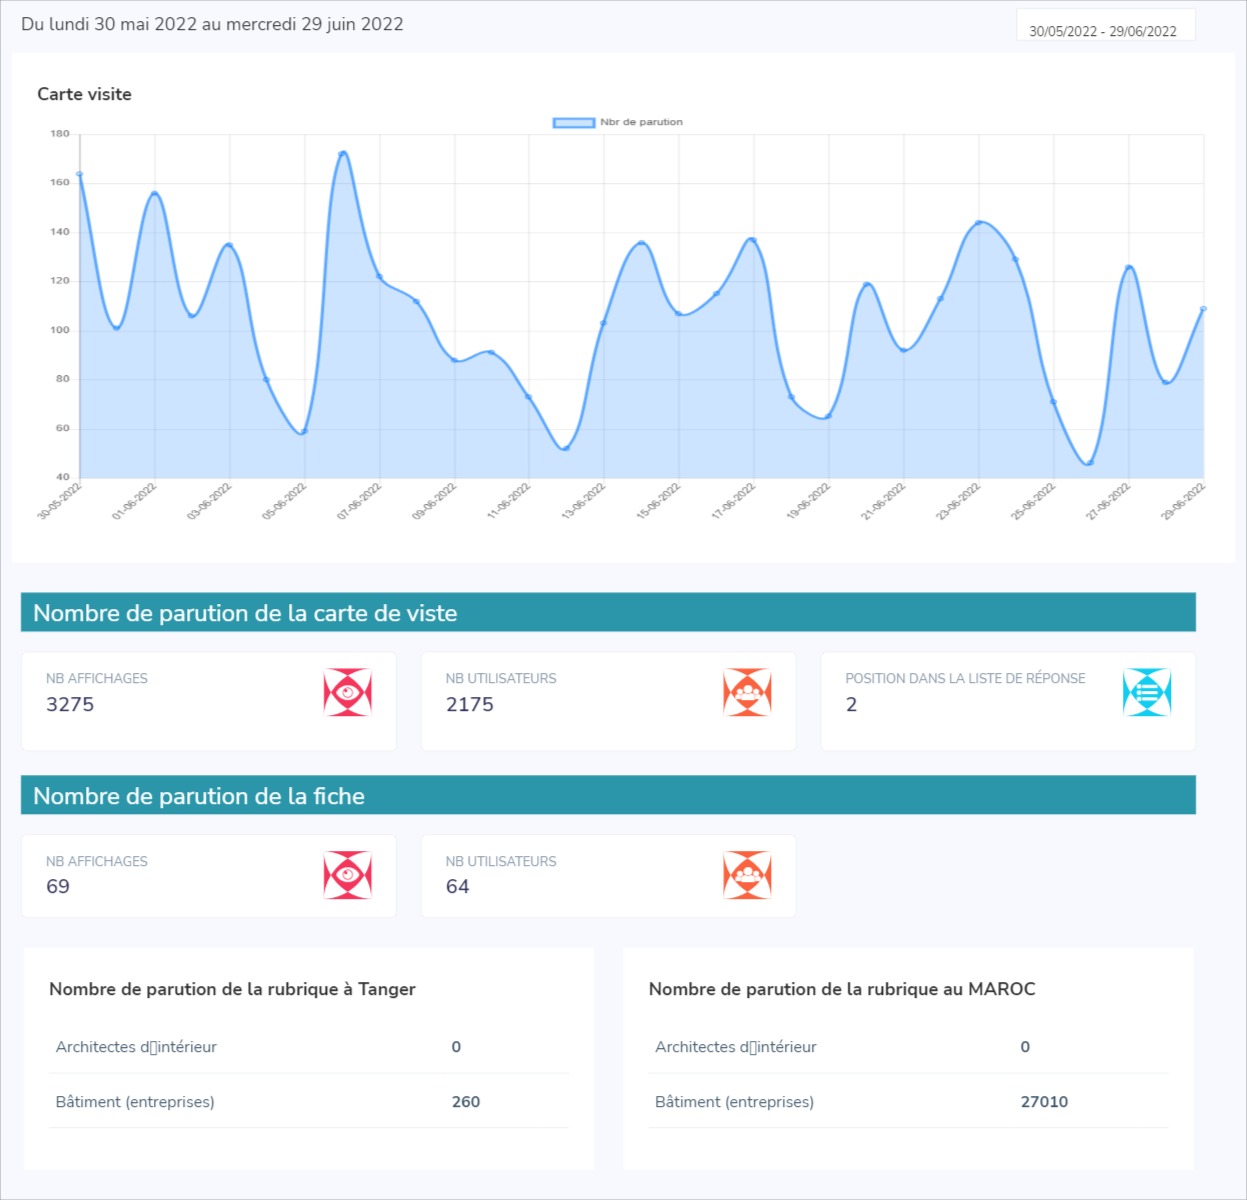 Du lundi 30 mai 2022 au mercredi 29 juin 2022
30/05/2022 - 29/06/2022
Carte visite
Nbr de parution
180
160
140
120
100
80
60
40
30-05-2022
01-06-2022
03-06-2022
05-06-2022
07-06-2022
09-06-2022
11-06-2022
13-06-2022
15-06-2022
17-06-2022
19-06-2022
21-06-2022
23-06-2022
25-06-2022
27-06-2022
29-06-2022
Nombre de parution de la carte de viste
NB AFFICHAGES
3275
NB UTILISATEURS
2175
POSITION DANS LA LISTE DE RÉPONSE
2
Nombre de parution de la fiche
NB AFFICHAGES
69
NB UTILISATEURS
64
Nombre de parution de la rubrique à Tanger
Architectes d▯intérieur 0
Bâtiment (entreprises) 260
Nombre de parution de la rubrique au MAROC
Architectes d▯intérieur 0
Bâtiment (entreprises) 27010